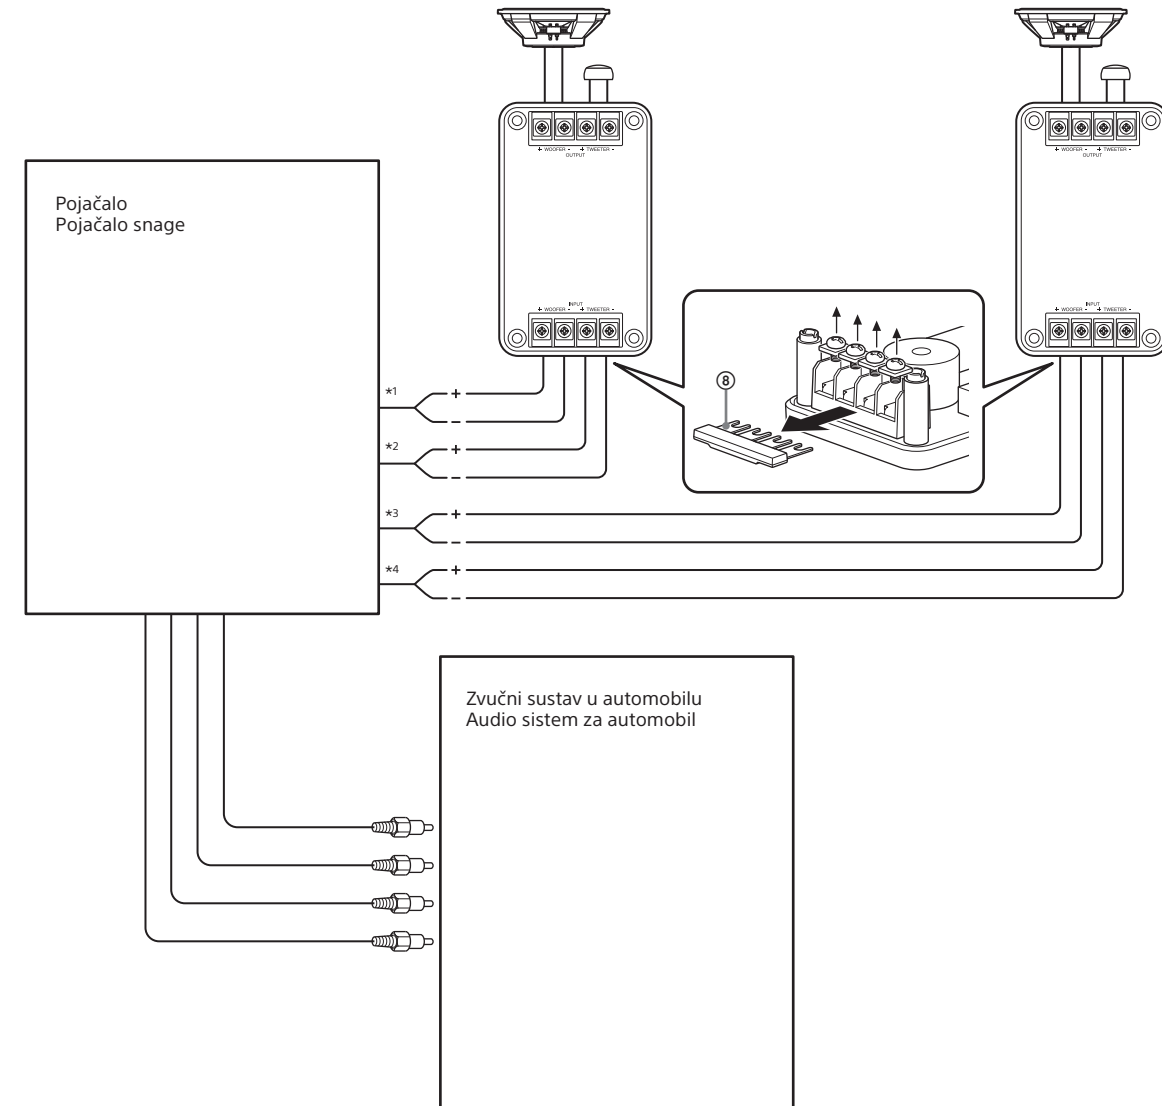 + WOOFER - + TWEETER -
OUTPUT
+ WOOFER - + TWEETER -
OUTPUT
Pojačalo
Pojačalo snage
INPUT
+ WOOFER - + TWEETER -
INPUT
+ WOOFER - + TWEETER -
⑧
*1 +
−
*2 +
−
*3 +
−
*4 +
−
Zvučni sustav u automobilu
Audio sistem za automobil